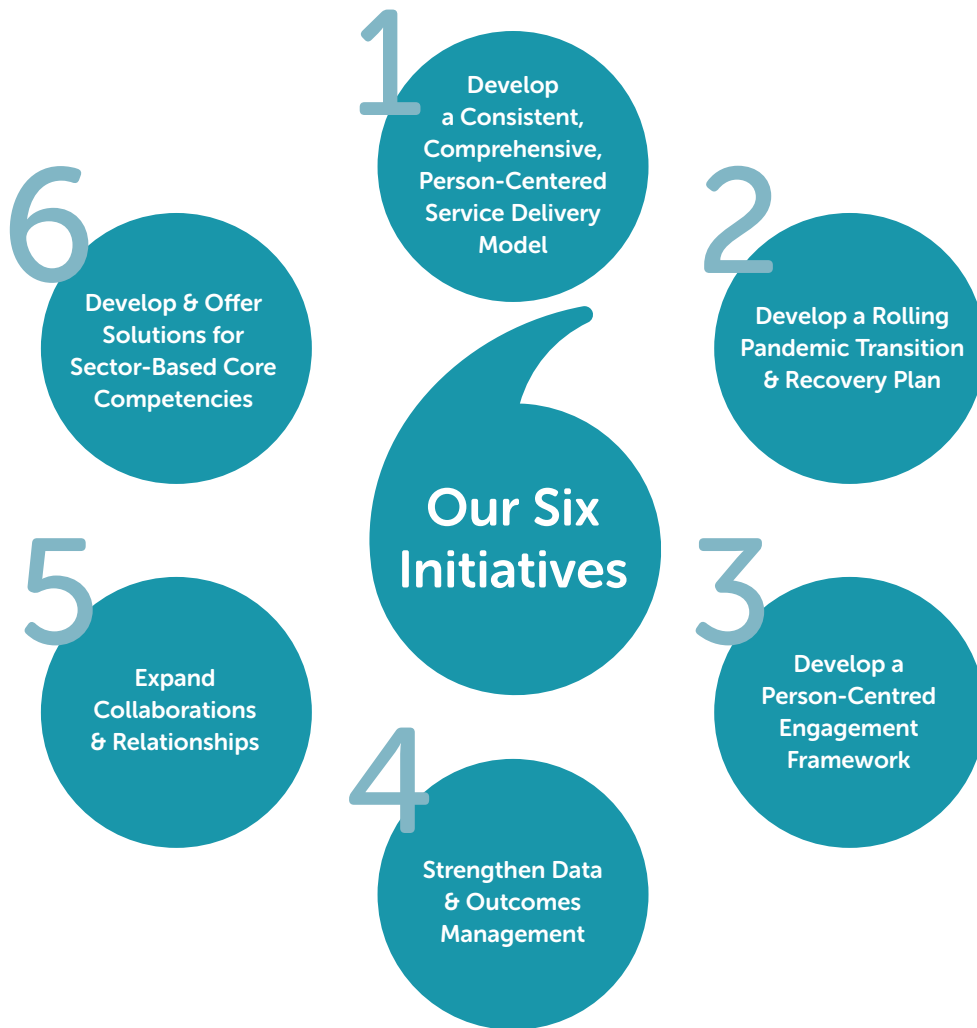 Our Six
Initiatives
1
Develop
a Consistent,
Comprehensive,
Person-Centered
Service Delivery
Model
2
Develop a Rolling
Pandemic Transition
& Recovery Plan
3
Develop a
Person-Centred
Engagement
Framework
4
Strengthen Data
& Outcomes
Management
5
Expand
Collaborations
& Relationships
6
Develop & Offer
Solutions for
Sector-Based Core
Competencies